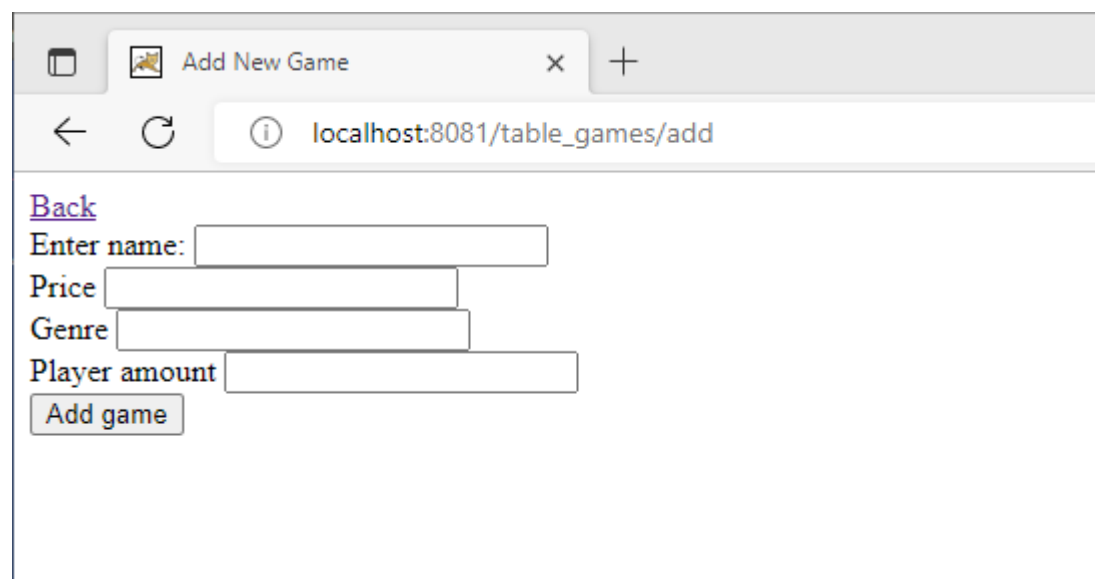 Add New Game
localhost:8081/table_games/add
Back
Enter name:
Price
Genre
Player amount
Add game